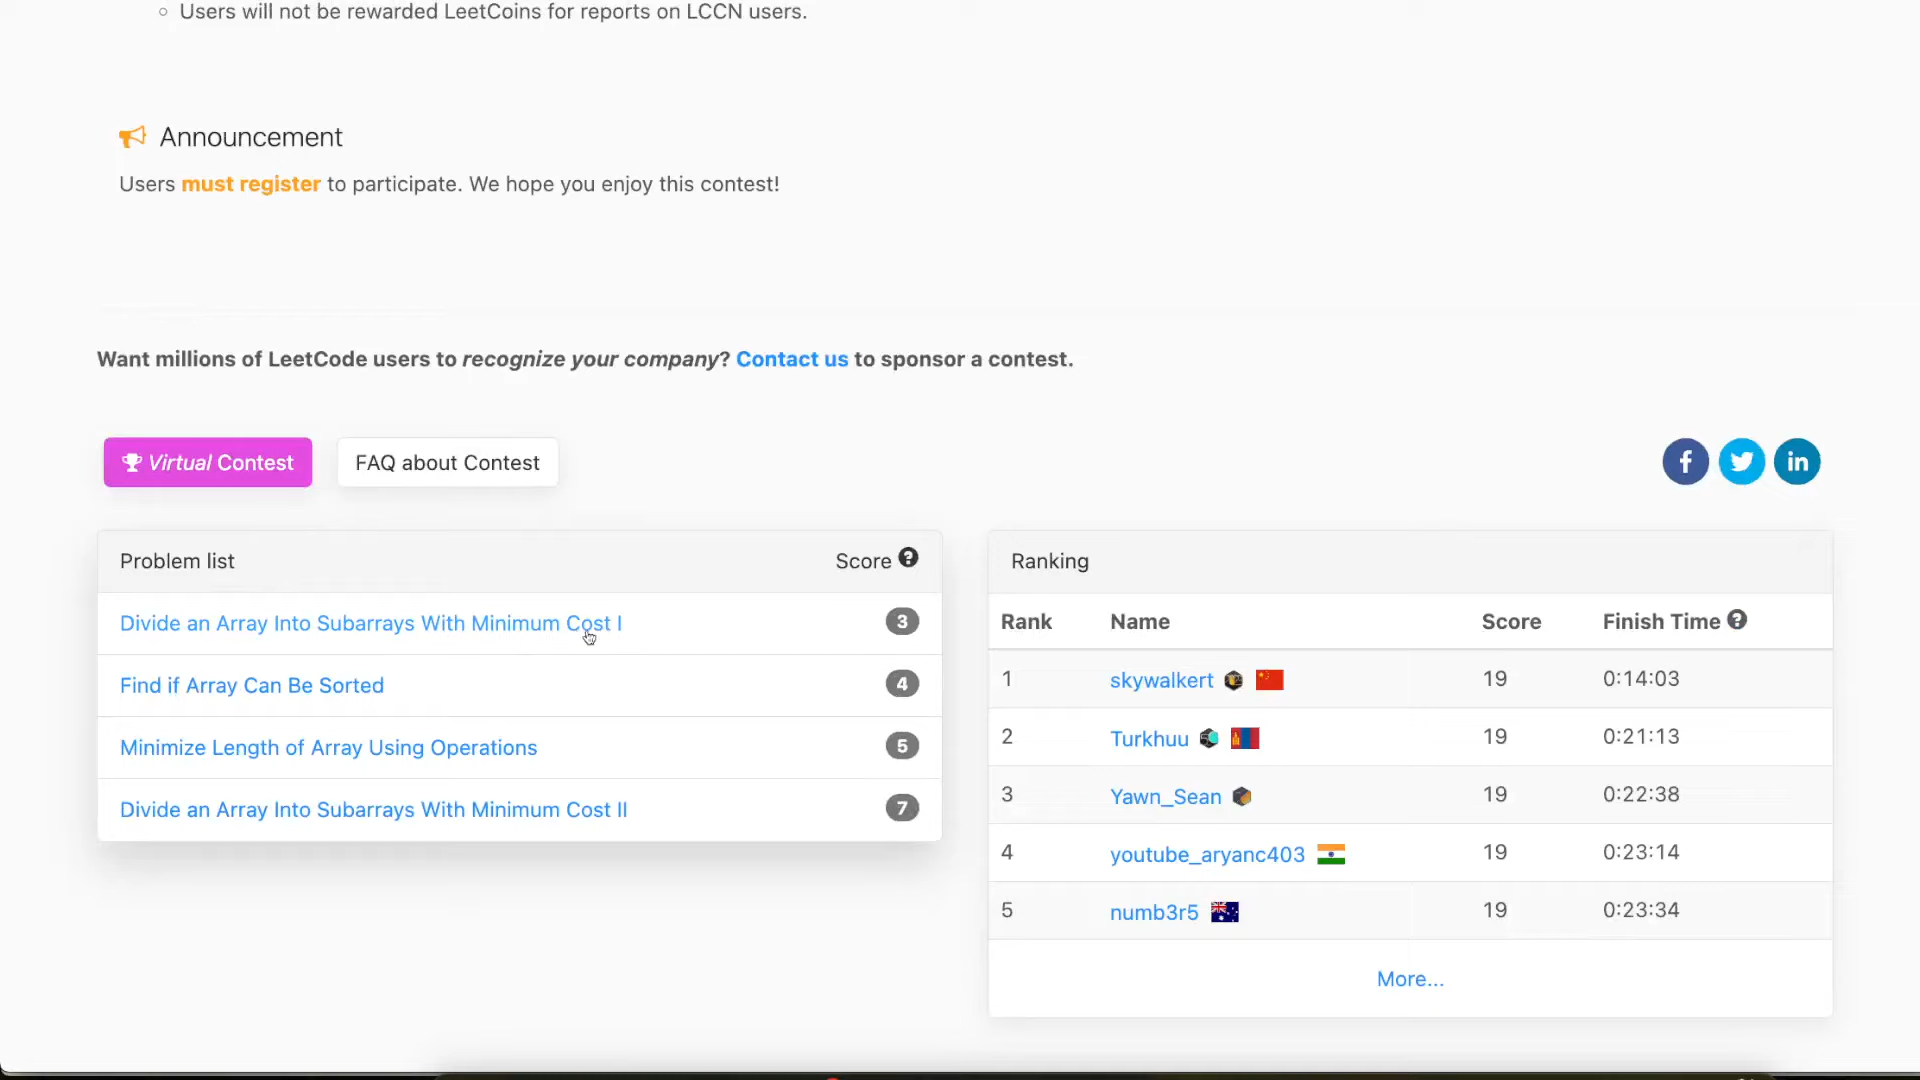 Users will not be rewarded LeetCoins for reports on LCCN users.
Announcement
Users must register to participate. We hope you enjoy this contest!
Want millions of LeetCode users to recognize your company? Contact us to sponsor a contest.
Virtual Contest
FAQ about Contest
Problem list Score
Divide an Array Into Subarrays With Minimum Cost I 3
Find if Array Can Be Sorted 4
Minimize Length of Array Using Operations 5
Divide an Array Into Subarrays With Minimum Cost II 7
Ranking
Rank Name Score Finish Time
1 skywalkert 19 0:14:03
2 Turkhuu 19 0:21:13
3 Yawn_Sean 19 0:22:38
4 youtube_aryanc403 19 0:23:14
5 numb3r5 19 0:23:34
More...